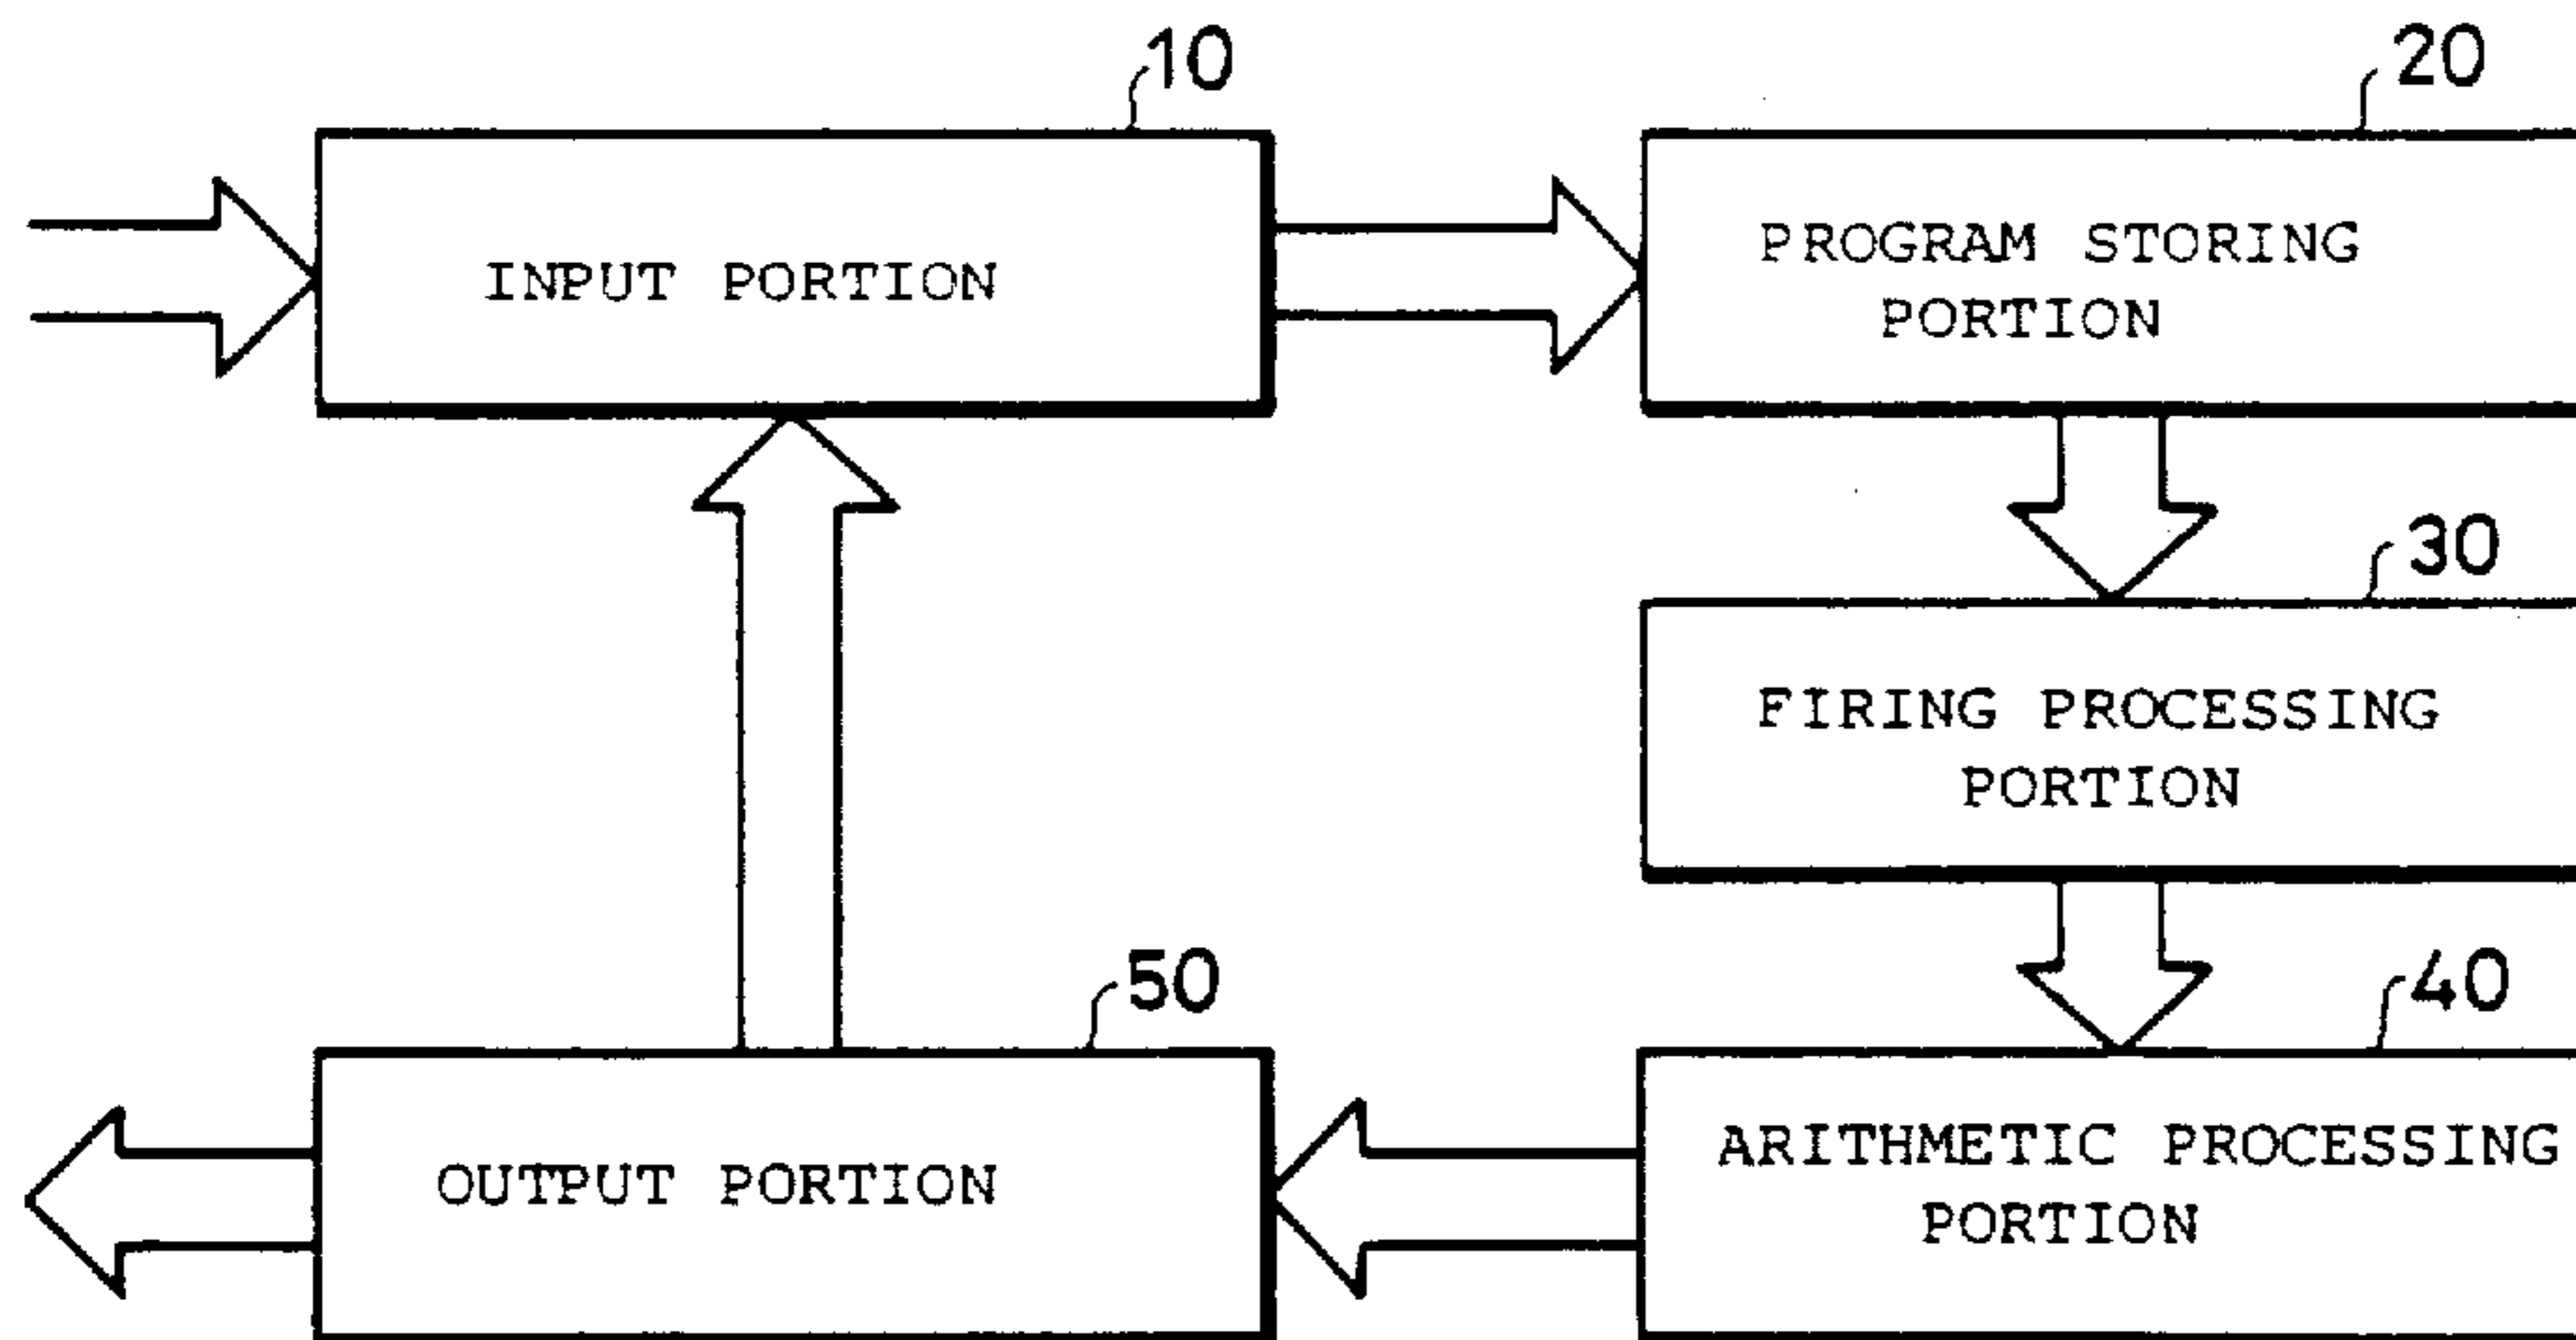 10
20
INPUT PORTION
PROGRAM STORING
PORTION
30
FIRING PROCESSING
PORTION
50
40
OUTPUT PORTION
ARITHMETIC PROCESSING
PORTION